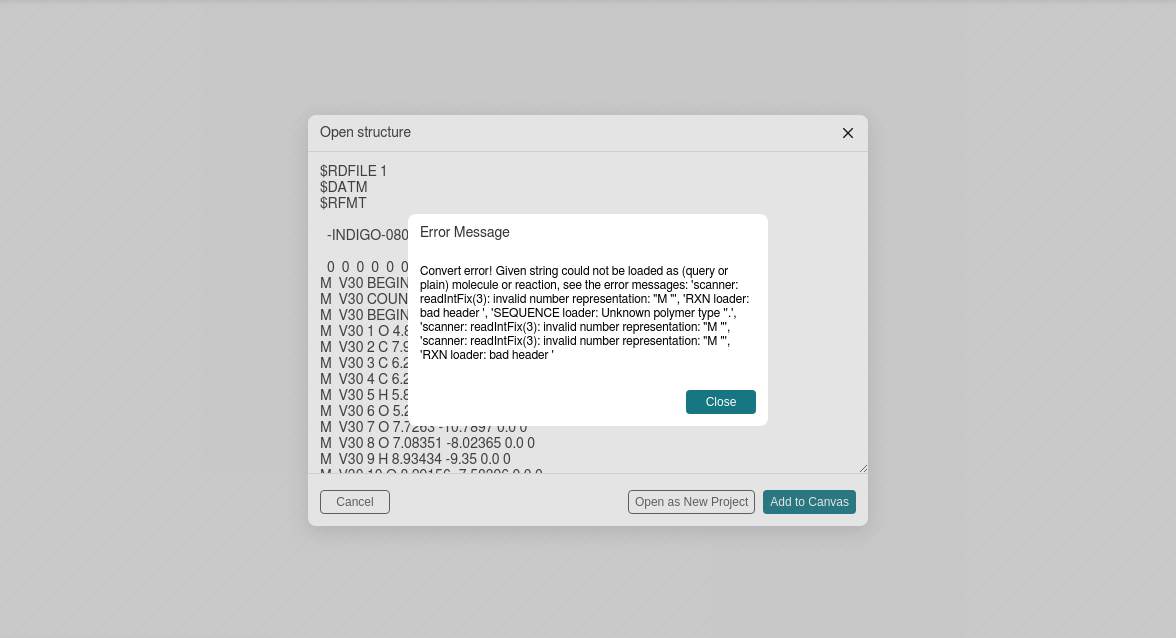 Open structure
$RDFILE 1
$DATM
$RFMT
-INDIGO-080
0 0 0 0 0 0
M V30 BEGIN
M V30 COUN
M V30 BEGIN
M V30 1 O 4.8
M V30 2 C 7.9
M V30 3 C 6.2
M V30 4 C 6.2
M V30 5 H 5.8
M V30 6 O 5.2
M V30 7 O 7.7263 -10.7897 0.0 0
M V30 8 O 7.08351 -8.02365 0.0 0
M V30 9 H 8.93434 -9.35 0.0 0
Error Message
Convert error! Given string could not be loaded as (query or
plain) molecule or reaction, see the error messages: 'scanner:
readIntFix(3): invalid number representation: "M "', 'RXN loader:
bad header ', 'SEQUENCE loader: Unknown polymer type ''.',
'scanner: readIntFix(3): invalid number representation: "M "',
'scanner: readIntFix(3): invalid number representation: "M "',
'RXN loader: bad header '
Close
Cancel
Open as New Project
Add to Canvas